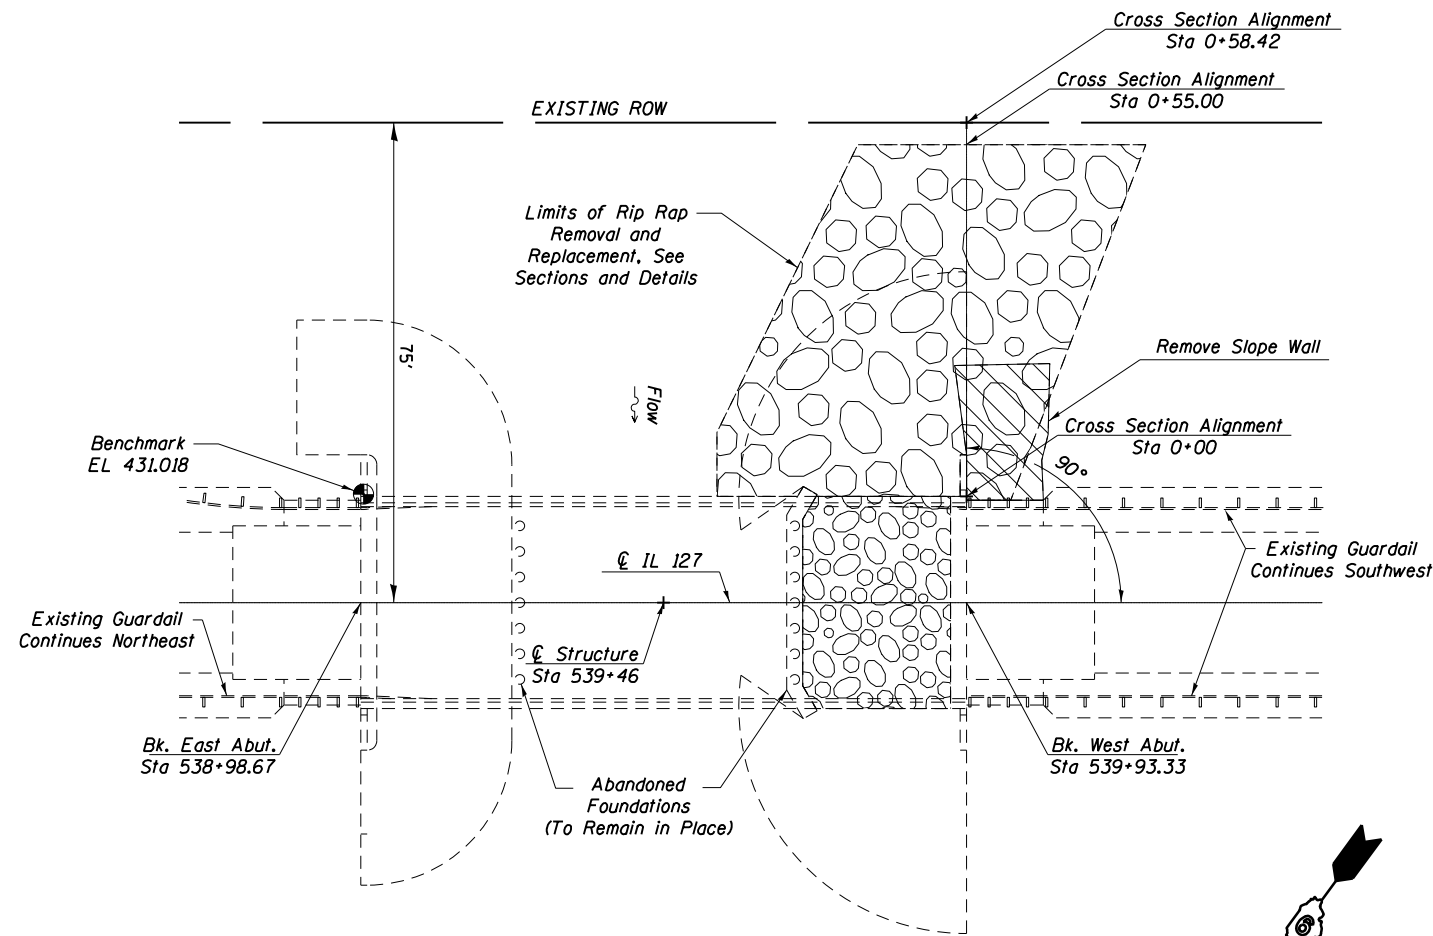 Cross Section Alignment
Sta 0+58.42
Cross Section Alignment
Sta 0+55.00
EXISTING ROW
Limits of Rip Rap
Removal and
Replacement, See
Sections and Details
75'
Flow
Remove Slope Wall
Cross Section Alignment
Sta 0+00
90°
Benchmark
EL 431.018
℄ IL 127
Existing Guardail
Continues Southwest
Existing Guardail
Continues Northeast
℄ Structure
Sta 539+46
Bk. East Abut.
Sta 538+98.67
Bk. West Abut.
Sta 539+93.33
Abandoned
Foundations
(To Remain in Place)